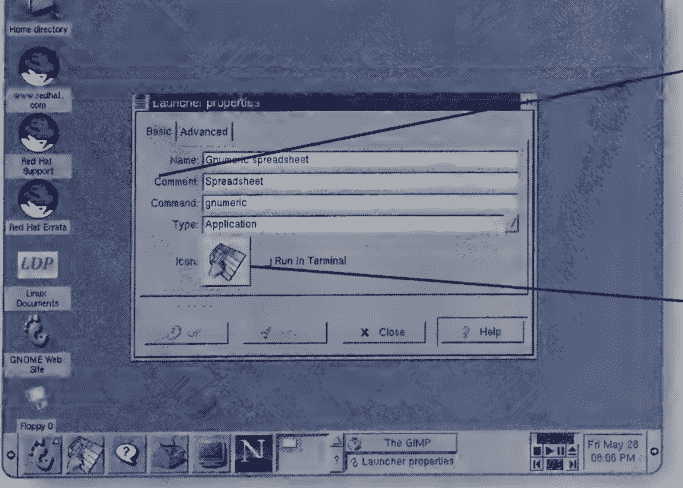 Home directory
www.redhat.
com
Red Hat
Support
Red Hat Errata
LDP
Linux
Documents
GNOME Web
Site
Floppy 0
Launcher properties
Basic
Advanced
Name: Gnumeric spreadsheet
Comment: Spreadsheet
Command: gnumeric
Type: Application
Icon:
Run in Terminal
X Close
? Help
N
?
The GIMP
Launcher properties
Fri May 28
08:06 PM